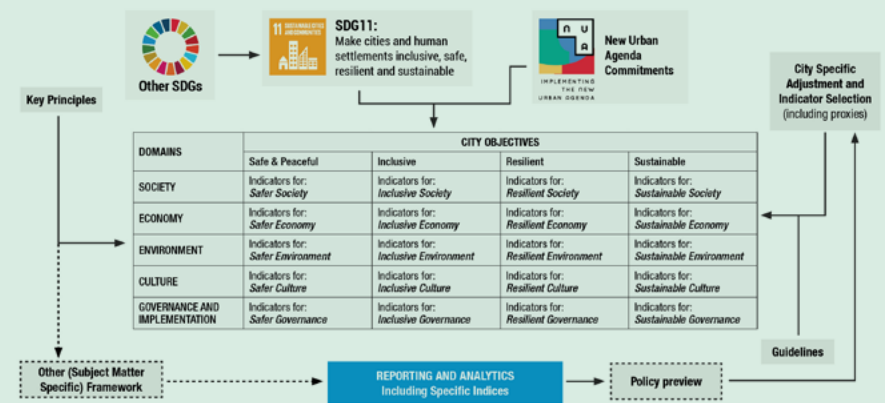 11 SUSTAINABLE CITIES
AND COMMUNITIES
Other SDGs
SDG11:
Make cities and human
settlements inclusive, safe,
resilient and sustainable
N U
A
IMPLEMENTING
THE NEW
URBAN AGENDA
New Urban
Agenda
Commitments
City Specific
Adjustment and
Indicator Selection
(including proxies)
Key Principles
DOMAINS
CITY OBJECTIVES
Safe & Peaceful
Inclusive
Resilient
Sustainable
SOCIETY
Indicators for:
Safer Society
Indicators for:
Inclusive Society
Indicators for:
Resilient Society
Indicators for:
Sustainable Society
ECONOMY
Indicators for:
Safer Economy
Indicators for:
Inclusive Economy
Indicators for:
Resilient Economy
Indicators for:
Sustainable Economy
ENVIRONMENT
Indicators for:
Safer Environment
Indicators for:
Inclusive Environment
Indicators for:
Resilient Environment
Indicators for:
Sustainable Environment
CULTURE
Indicators for:
Safer Culture
Indicators for:
Inclusive Culture
Indicators for:
Resilient Culture
Indicators for:
Sustainable Culture
GOVERNANCE AND
IMPLEMENTATION
Indicators for:
Safer Governance
Indicators for:
Inclusive Governance
Indicators for:
Resilient Governance
Indicators for:
Sustainable Governance
Guidelines
Other (Subject Matter
Specific) Framework
REPORTING AND ANALYTICS
Including Specific Indices
Policy preview